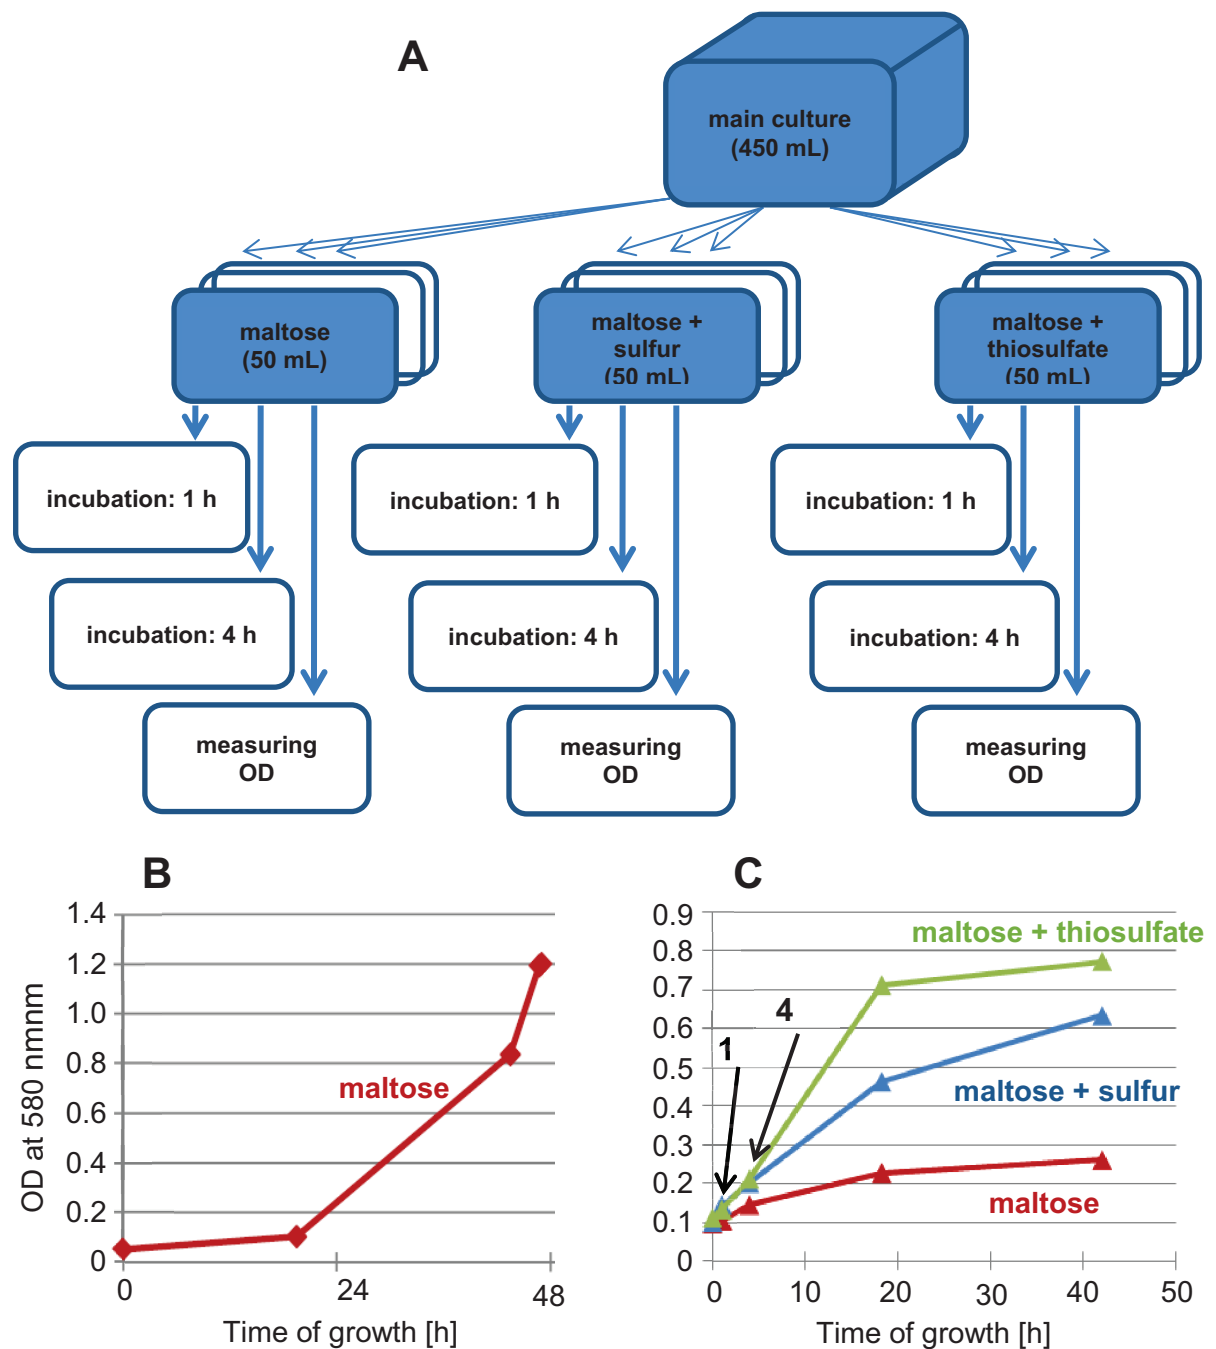 A
main culture
(450 mL)
maltose
(50 mL)
maltose +
sulfur
(50 mL)
maltose +
thiosulfate
(50 mL)
incubation: 1 h
incubation: 1 h
incubation: 1 h
incubation: 4 h
incubation: 4 h
incubation: 4 h
measuring
OD
measuring
OD
measuring
OD
B
OD at 580 nmnm
1.4
1.2
1.0
0.8
0.6
0.4
0.2
0
maltose
0
24
48
Time of growth [h]
C
0.9
0.8
0.7
0.6
0.5
0.4
0.3
0.2
0.1
0
maltose + thiosulfate
4
1
maltose + sulfur
maltose
0
10
20
30
40
50
Time of growth [h]